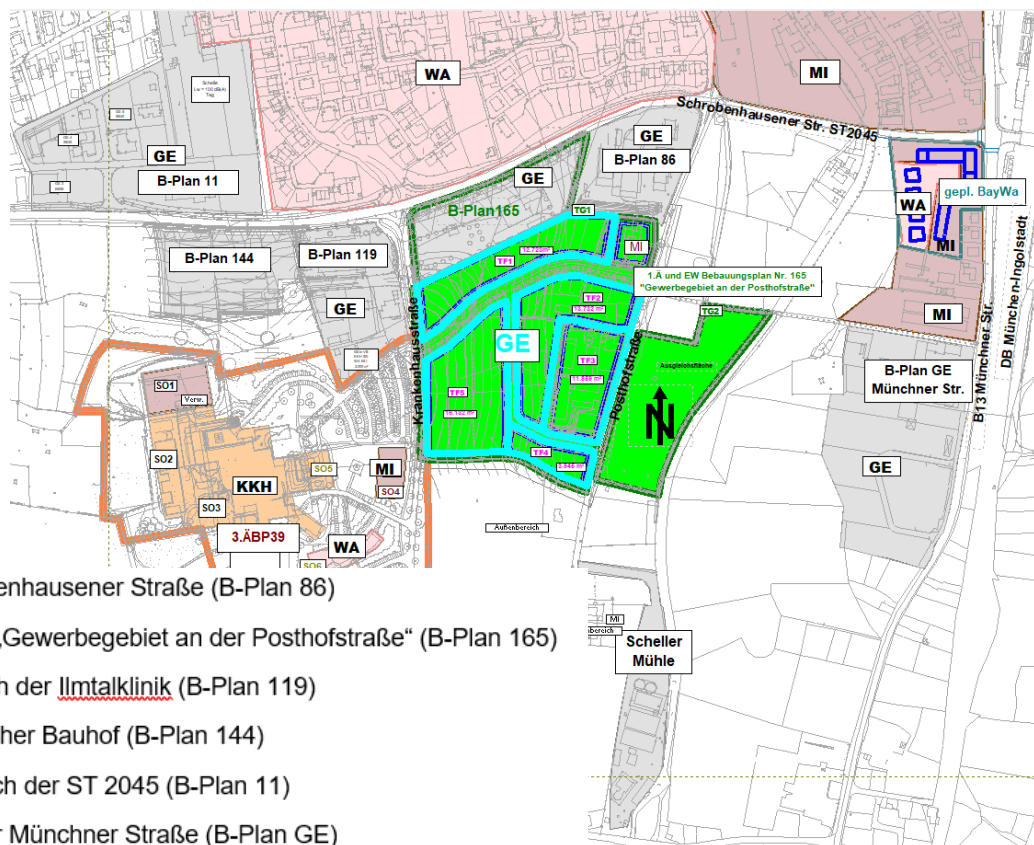 WA
MI
Schelle
GE
B-Plan 11
Schrobenhausener Str. ST2045
GE
B-Plan 86
GE
B-Plan165
TG1
gepl. BayWa
WA
MI
B-Plan 144
B-Plan 119
GE
MI
TF1
1.Ä und EW Bebauungsplan Nr. 165
"Gewerbegebiet an der Posthofstraße"
TF2
TG2
GE
MI
TF3
Ausgleichsfläche
B-Plan GE
Münchner Str.
Krankenhausstraße
Posthofstraße
B13 Münchner Str.
DB München-Ingolstadt
N
SO1
Verw.
TF5
SO2
SO5
MI
SO4
KKH
SO3
TF4
GE
3.ÄBP39
WA
SO6
Außenbereich
MI
bereich
Scheller
Mühle
enhausener Straße (B-Plan 86)
„Gewerbegebiet an der Posthofstraße“ (B-Plan 165)
h der Ilmtalklinik (B-Plan 119)
cher Bauhof (B-Plan 144)
ch der ST 2045 (B-Plan 11)
r Münchner Straße (B-Plan GE)